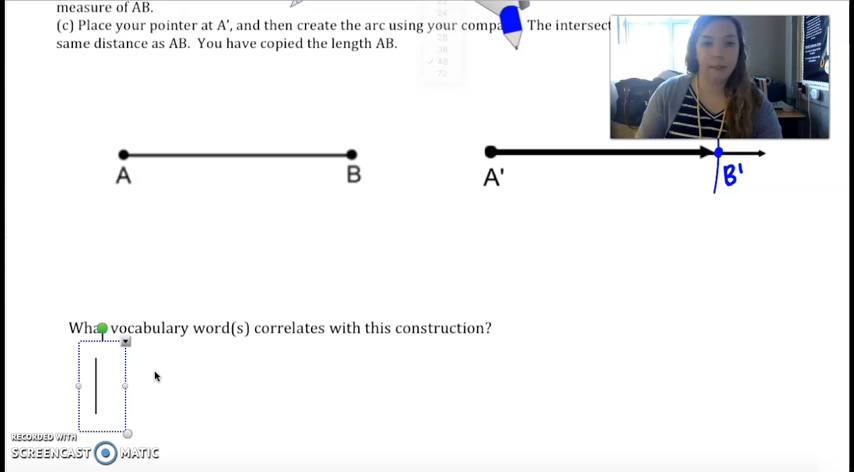 measure of AB.
(c) Place your pointer at A', and then create the arc using your compa The intersect
same distance as AB. You have copied the length AB.
A
B
A'
B'
What vocabulary word(s) correlates with this construction?
RECORDED WITH
SCREENCAST MATIC